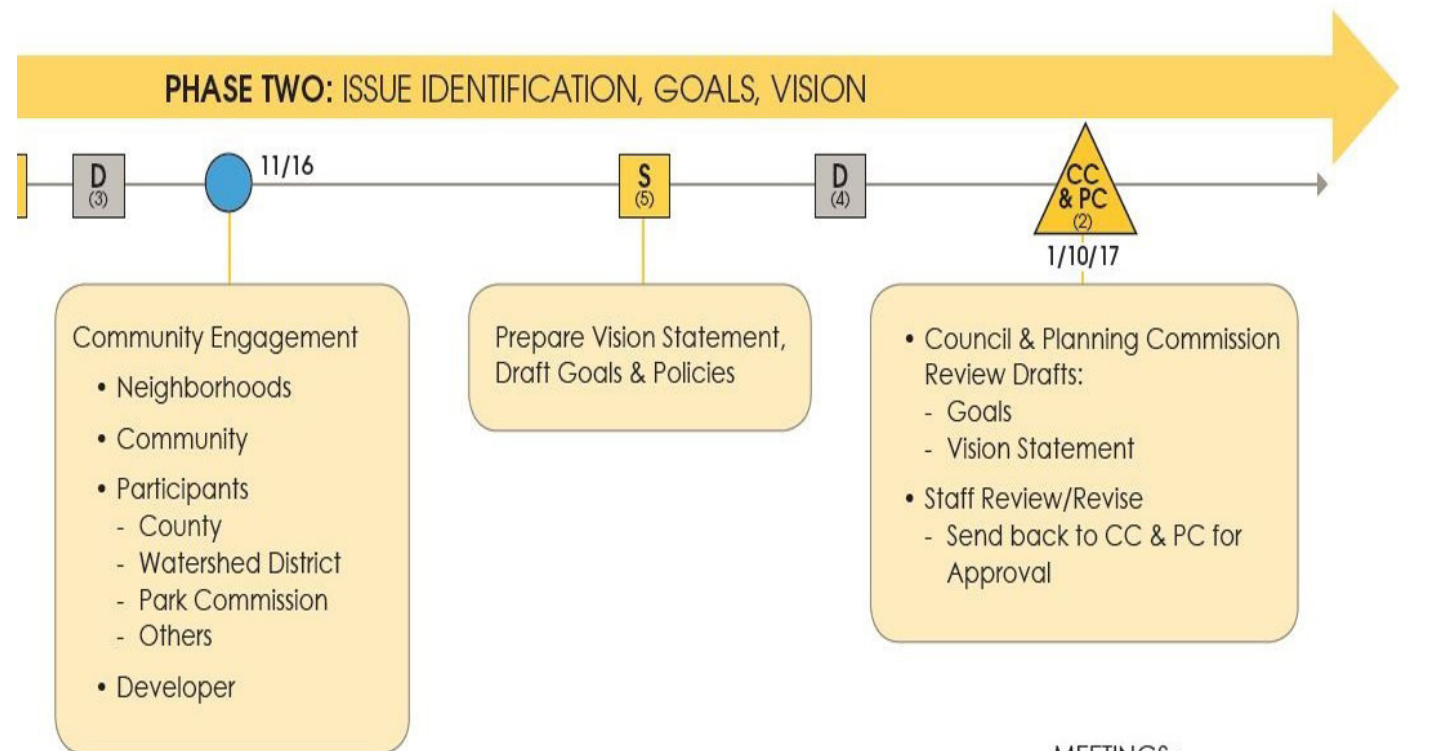 PHASE TWO: ISSUE IDENTIFICATION, GOALS, VISION
D
(3)
11/16
S
(5)
D
(4)
CC
& PC
(2)
1/10/17
Community Engagement
• Neighborhoods
• Community
• Participants
- County
- Watershed District
- Park Commission
- Others
• Developer
Prepare Vision Statement,
Draft Goals & Policies
• Council & Planning Commission
Review Drafts:
- Goals
- Vision Statement
• Staff Review/Revise
- Send back to CC & PC for
Approval
MEETINGS